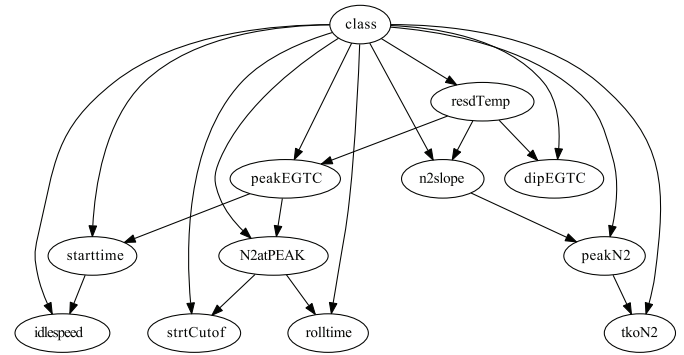 class
resdTemp
peakEGTC
n2slope
dipEGTC
starttime
N2atPEAK
peakN2
idlespeed
strtCutof
rolltime
tkoN2